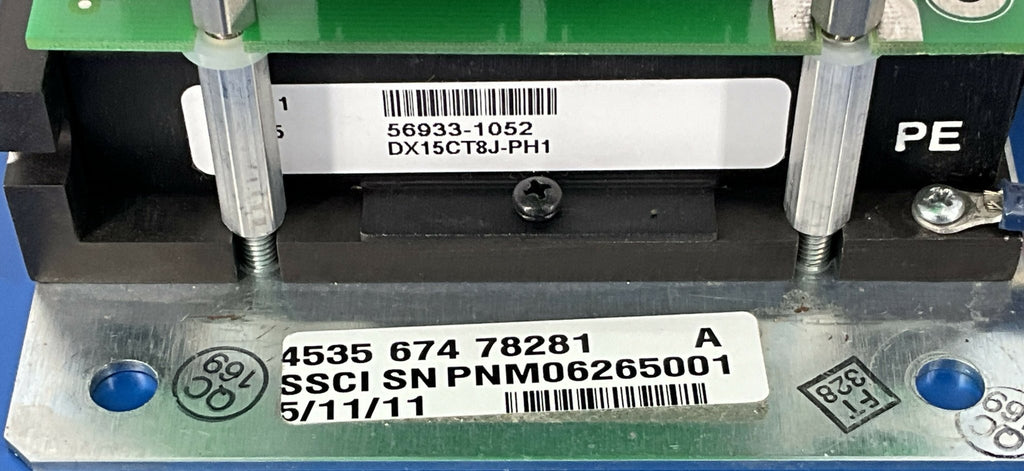 1
5
56933-1052
DX15CT8J-PH1
PE
4535 674 78281 A
SSCI SN PNM06265001
5/11/11
QC
169
FT
328
QC
169